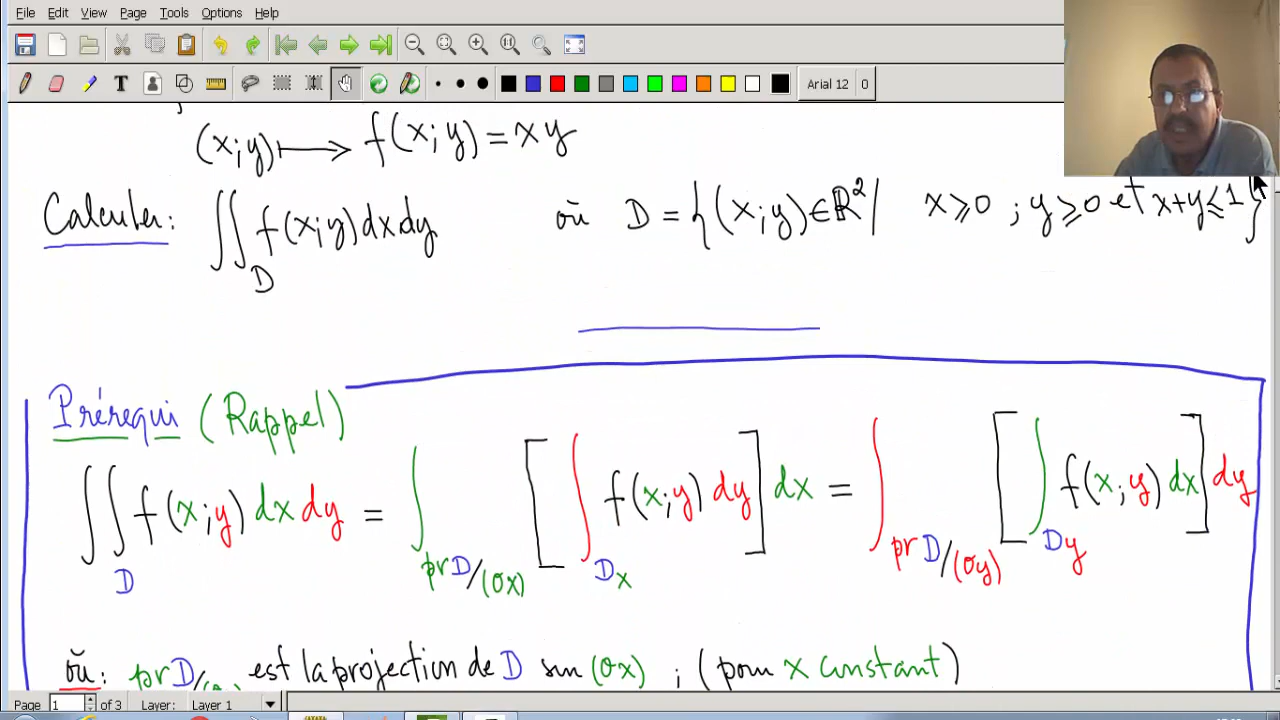 File Edit View Page Tools Options Help
Arial 12 0
(x;y) ⟼ f(x;y) = xy
Calculer: ∬_D f(x;y) dx dy où D = {(x;y) ∈ ℝ² | x ⩾ 0 ; y ⩾ 0 et x+y ⩽ 1}
Prérequi (Rappel)
∬_D f(x;y) dx dy = ∫_{prD/(Ox)} [ ∫_{Dx} f(x;y) dy ] dx = ∫_{prD/(Oy)} [ ∫_{Dy} f(x;y) dx ] dy
où: prD/ est la projection de D sur (Ox) ; (pour x constant)
Page 1 of 3 Layer: Layer 1